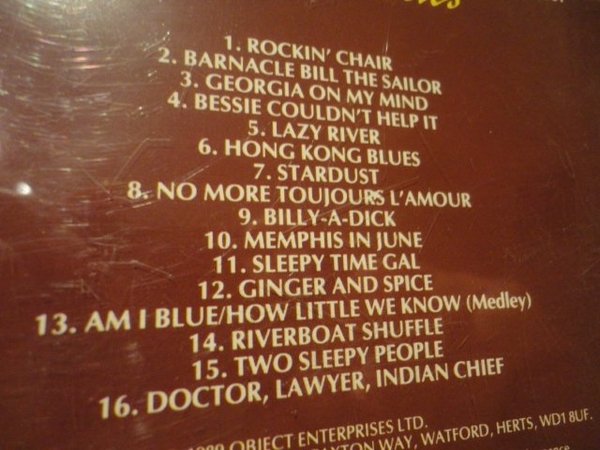 1. ROCKIN' CHAIR
2. BARNACLE BILL THE SAILOR
3. GEORGIA ON MY MIND
4. BESSIE COULDN'T HELP IT
5. LAZY RIVER
6. HONG KONG BLUES
7. STARDUST
8. NO MORE TOUJOURS L'AMOUR
9. BILLY-A-DICK
10. MEMPHIS IN JUNE
11. SLEEPY TIME GAL
12. GINGER AND SPICE
13. AM I BLUE/HOW LITTLE WE KNOW (Medley)
14. RIVERBOAT SHUFFLE
15. TWO SLEEPY PEOPLE
16. DOCTOR, LAWYER, INDIAN CHIEF
OBJECT ENTERPRISES LTD.
WAY, WATFORD, HERTS, WD1 8UF.